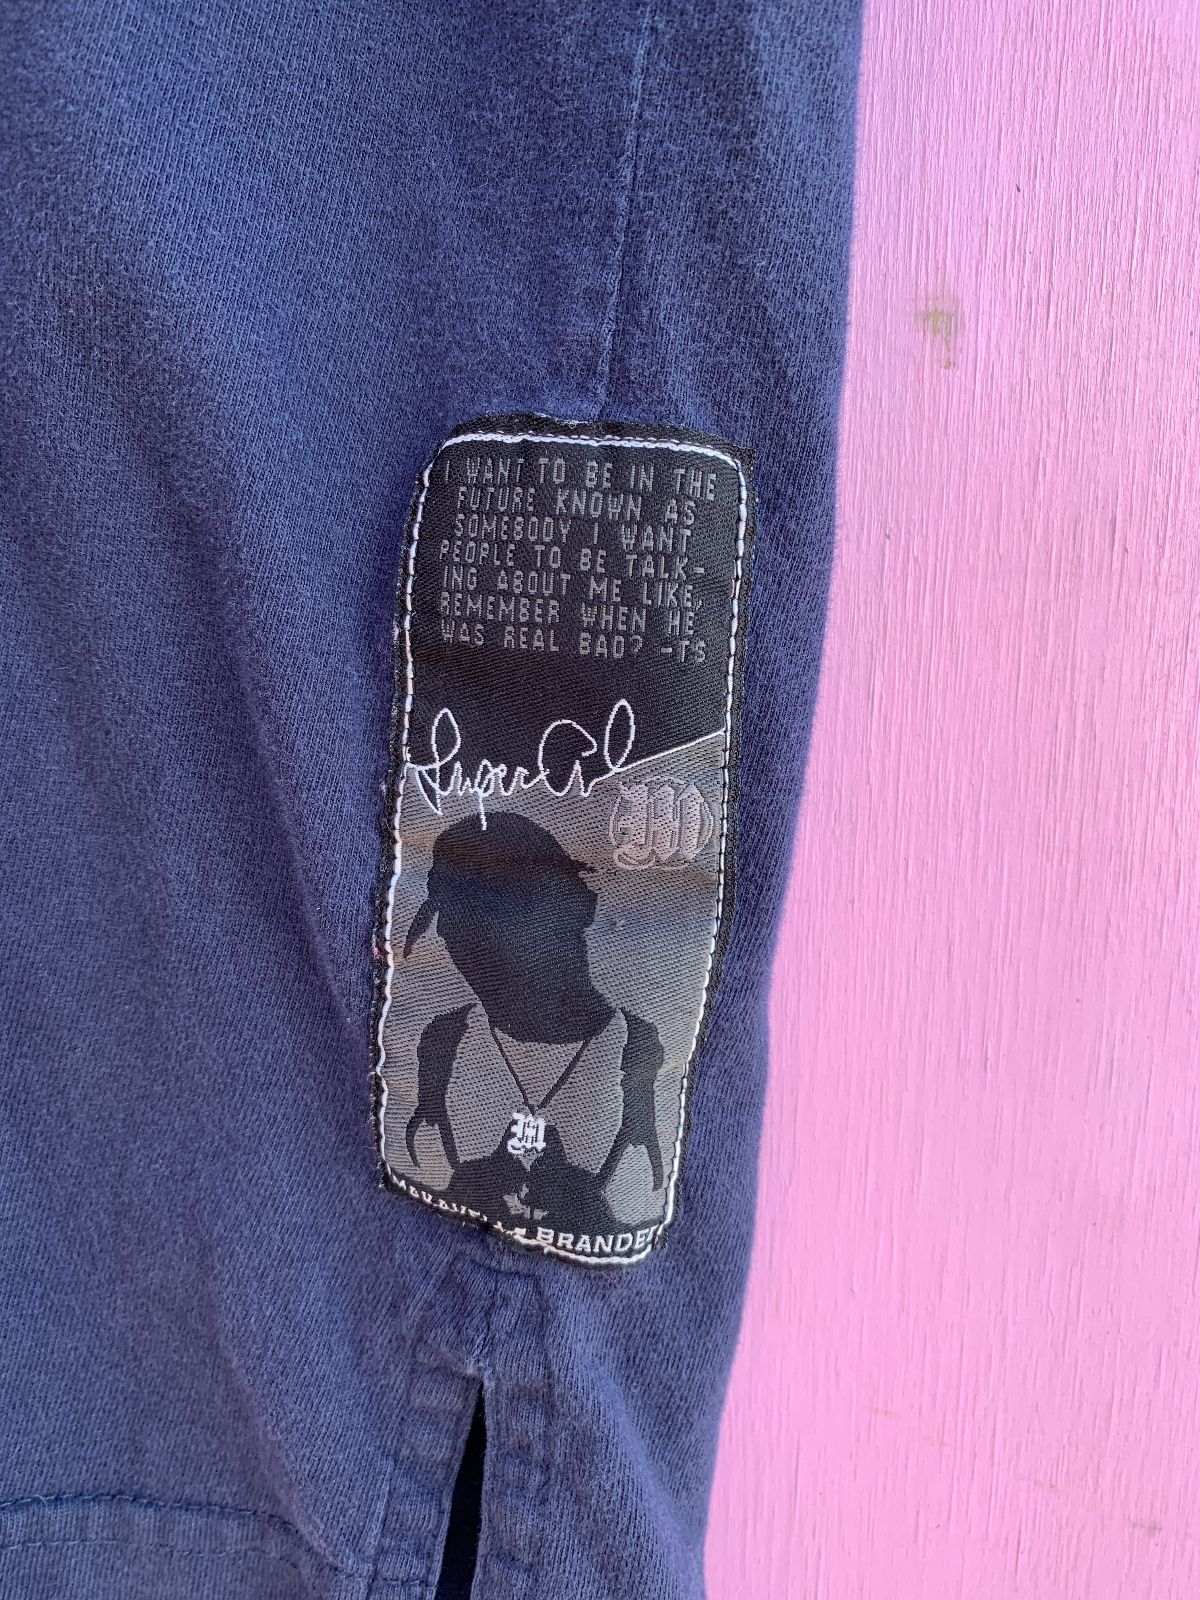 I WANT TO BE IN THE
FUTURE KNOWN AS
SOMEBODY I WANT
PEOPLE TO BE TALK-
ING ABOUT ME LIKE,
REMEMBER WHEN HE
WAS REAL BAD? -TS
M
M
MAKAVELI BRANDED